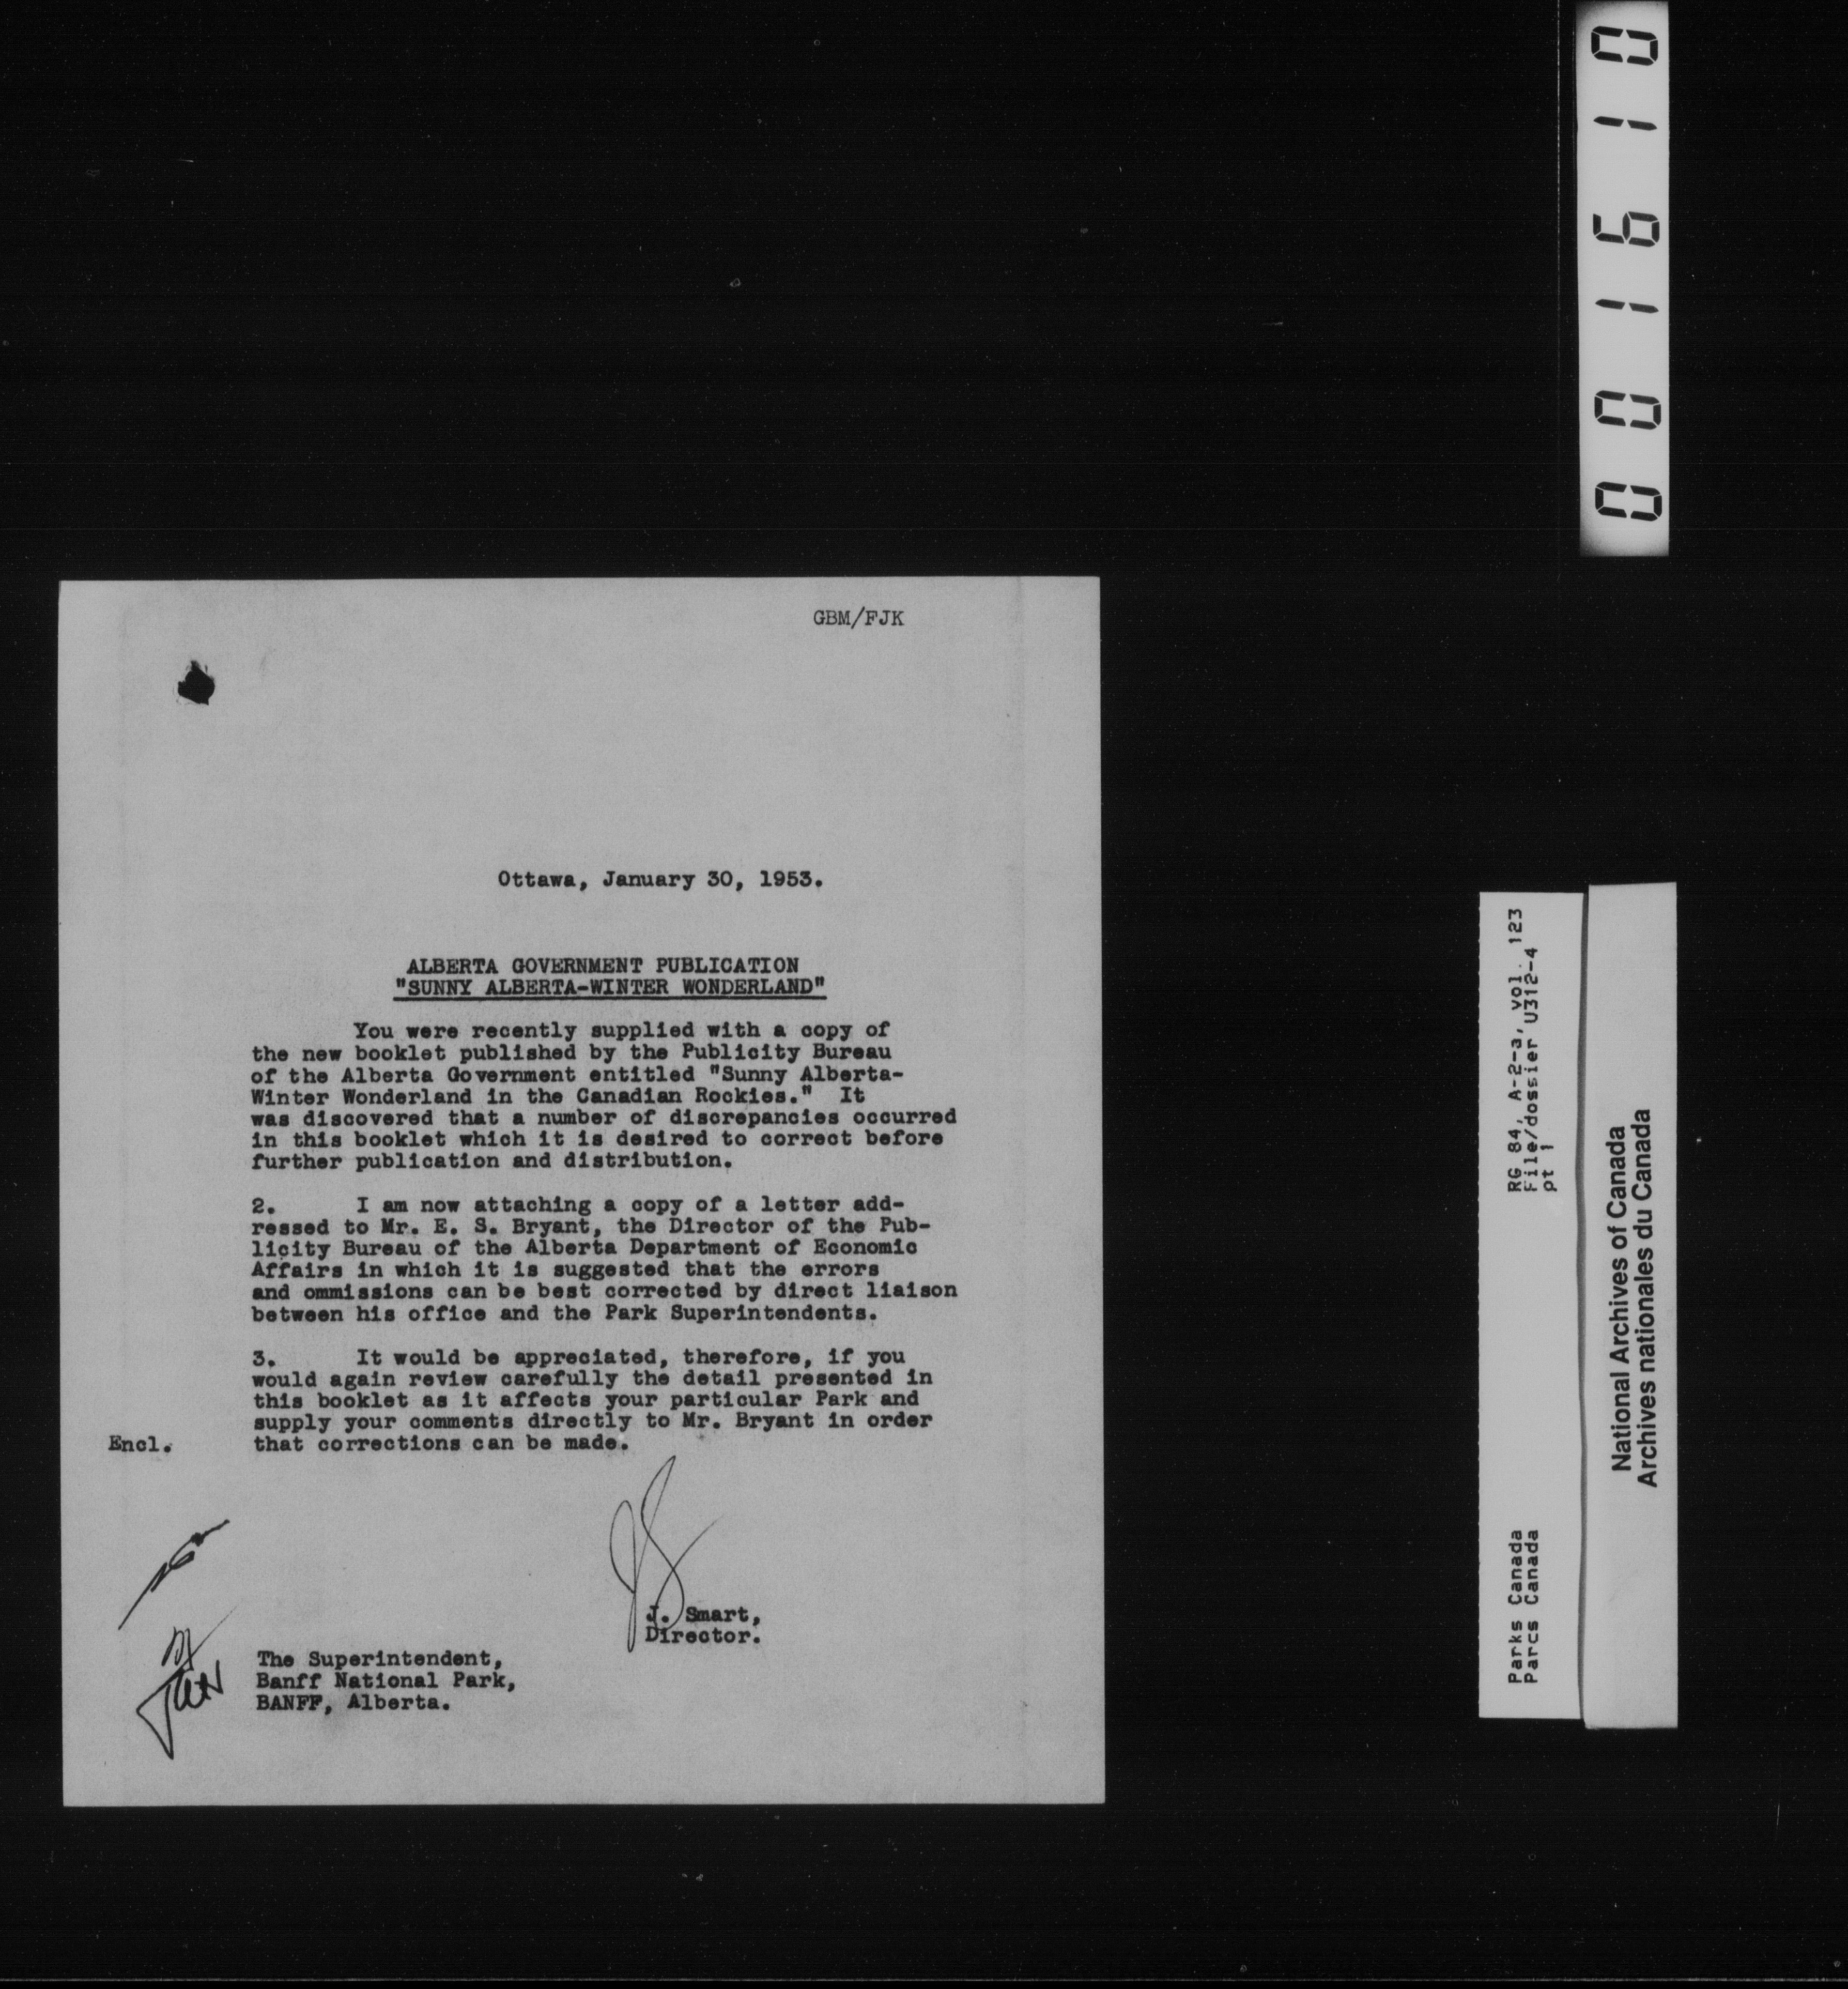 001610
GBM/FJK
Ottawa, January 30, 1953.
ALBERTA GOVERNMENT PUBLICATION
"SUNNY ALBERTA-WINTER WONDERLAND"
You were recently supplied with a copy of
the new booklet published by the Publicity Bureau
of the Alberta Government entitled "Sunny Alberta-
Winter Wonderland in the Canadian Rockies." It
was discovered that a number of discrepancies occurred
in this booklet which it is desired to correct before
further publication and distribution.
2. I am now attaching a copy of a letter add-
ressed to Mr. E. S. Bryant, the Director of the Pub-
licity Bureau of the Alberta Department of Economic
Affairs in which it is suggested that the errors
and ommissions can be best corrected by direct liaison
between his office and the Park Superintendents.
3. It would be appreciated, therefore, if you
would again review carefully the detail presented in
this booklet as it affects your particular Park and
supply your comments directly to Mr. Bryant in order
Encl. that corrections can be made.
JS
J. Smart,
Director.
The Superintendent,
Banff National Park,
BANFF, Alberta.
RG 84, A-2-a, vol. 123
File/dossier U312-4
pt 1
Parks Canada
Parcs Canada
National Archives of Canada
Archives nationales du Canada